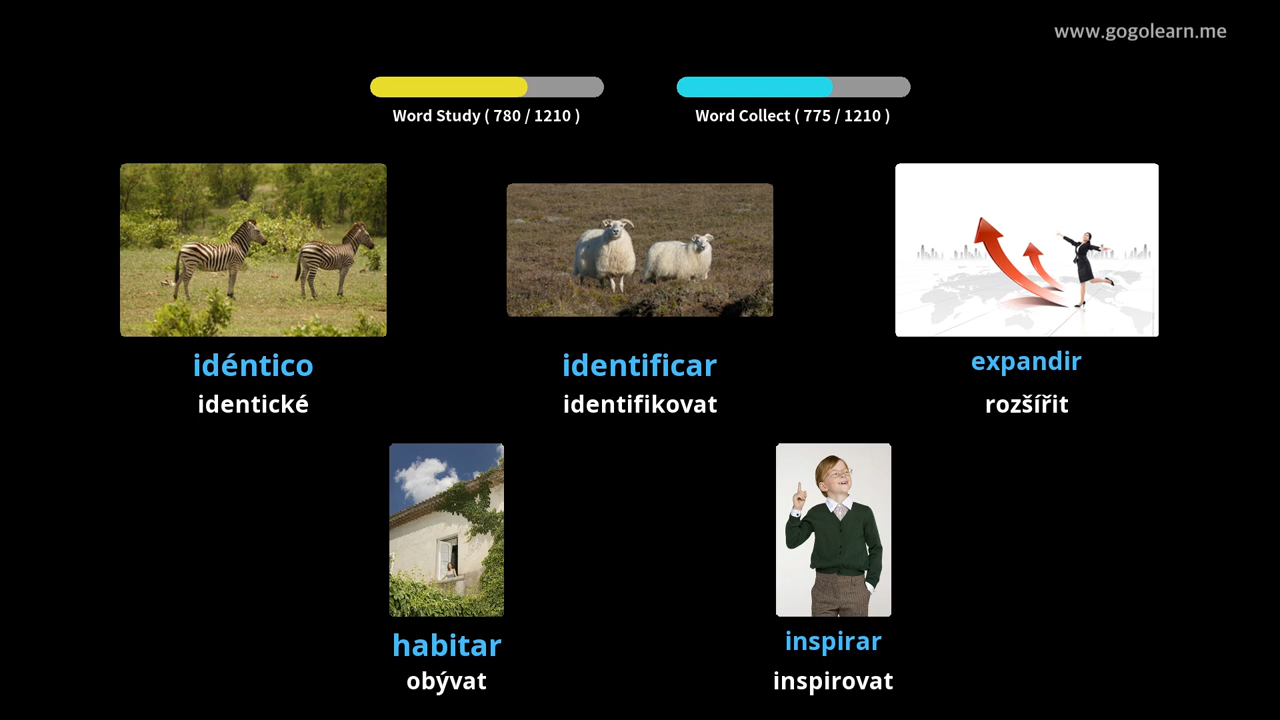 www.gogolearn.me
Word Study ( 780 / 1210 )
Word Collect ( 775 / 1210 )
idéntico
identické
identificar
identifikovat
expandir
rozšířit
habitar
obývat
inspirar
inspirovat